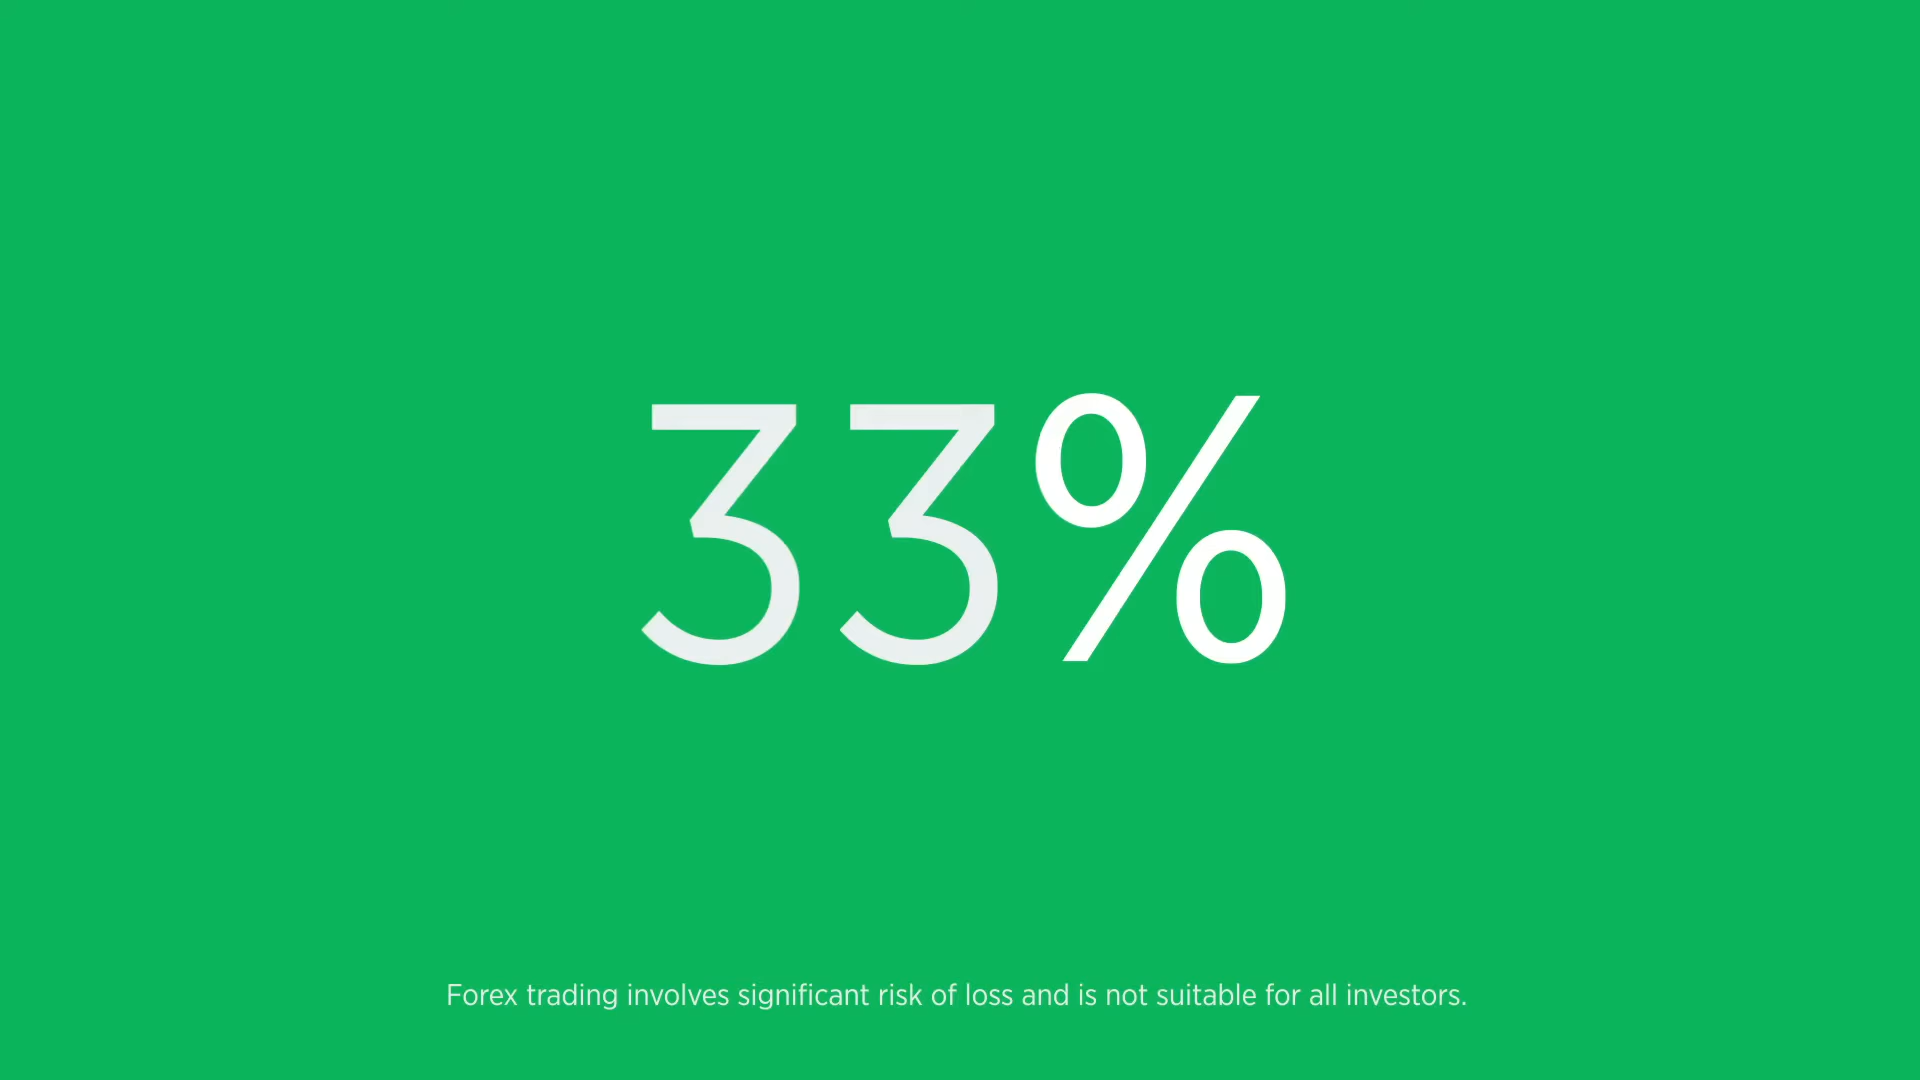 33%
Forex trading involves significant risk of loss and is not suitable for all investors.